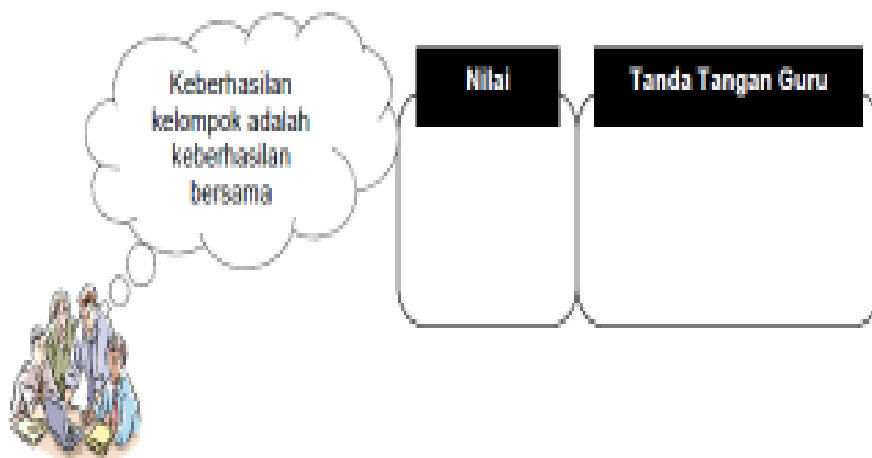 Keberhasilan
kelompok adalah
keberhasilan
bersama
Nilai
Tanda Tangan Guru